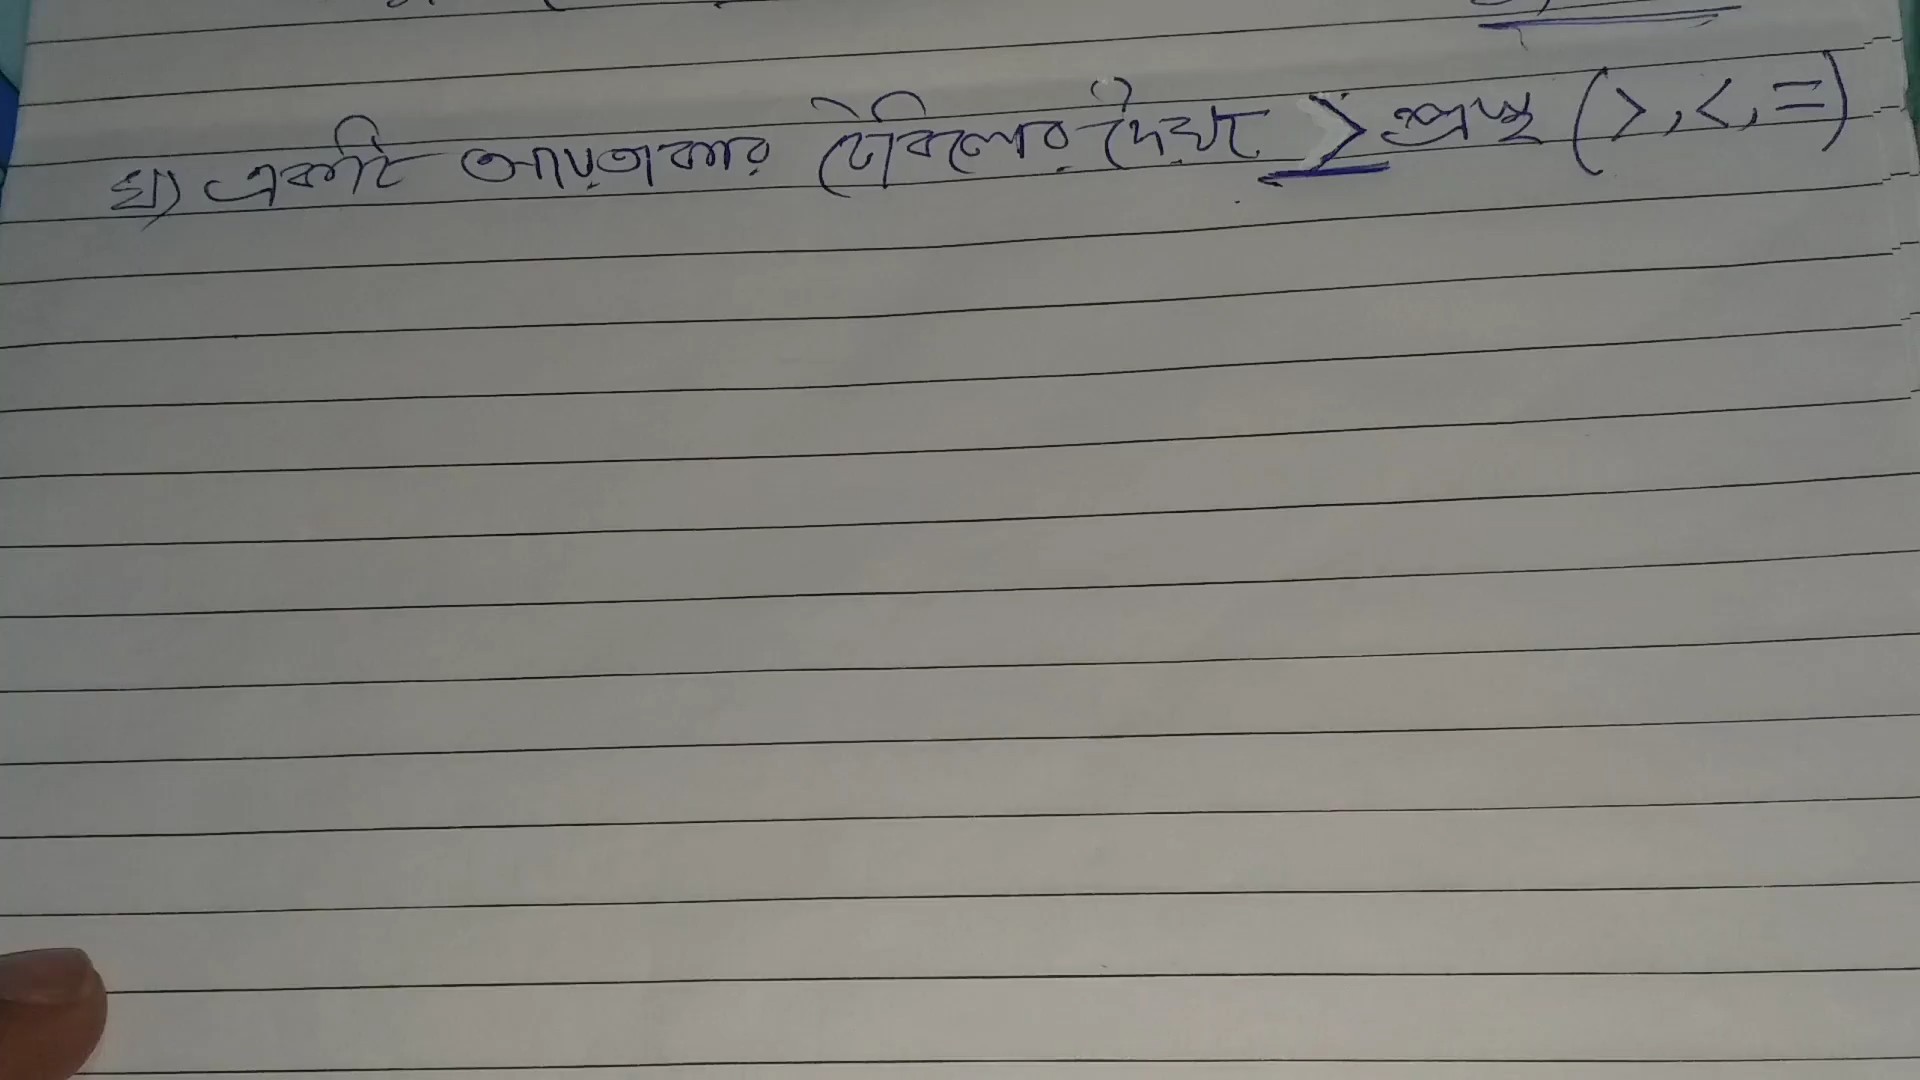 ঘ) একটি আয়তাকার টেবিলের দৈর্ঘ্য > প্রস্থ (>, <, =)